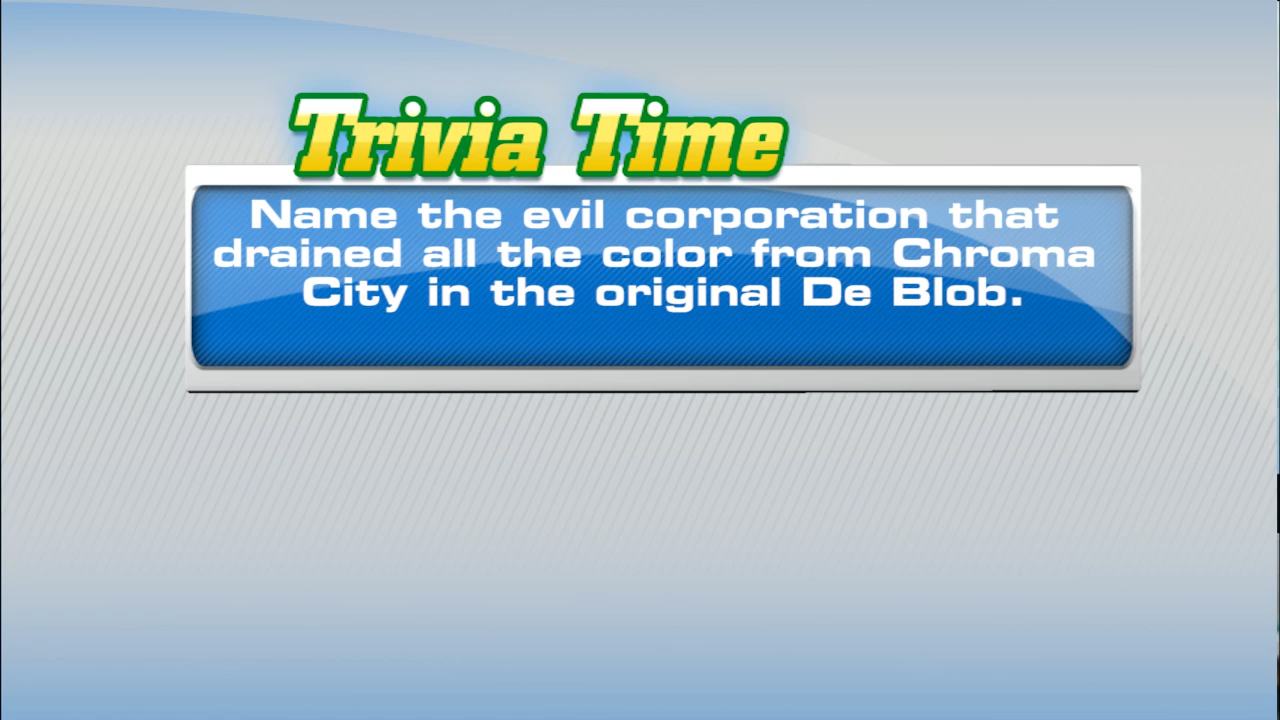 Trivia Time
Name the evil corporation that
drained all the color from Chroma
City in the original De Blob.